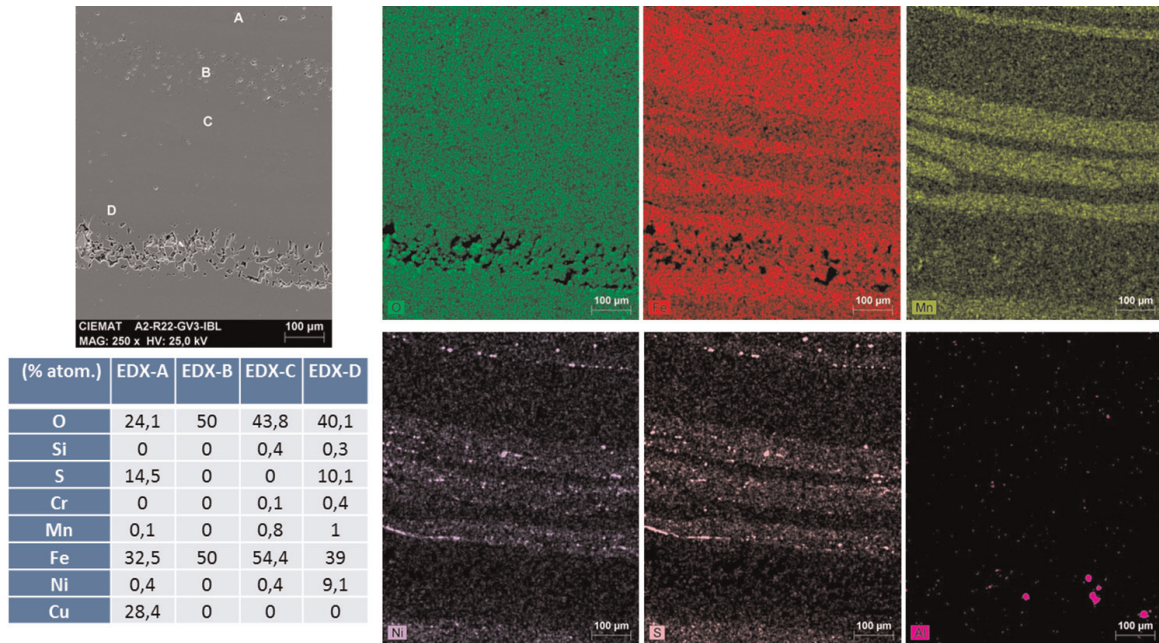 A
B
C
D
CIEMAT A2-R22-GV3-IBL
MAG: 250 x HV: 25,0 kV 100 µm
O 100 µm
Fe 100 µm
Mn 100 µm
(% atom.) EDX-A EDX-B EDX-C EDX-D
O 24,1 50 43,8 40,1
Si 0 0 0,4 0,3
S 14,5 0 0 10,1
Cr 0 0 0,1 0,4
Mn 0,1 0 0,8 1
Fe 32,5 50 54,4 39
Ni 0,4 0 0,4 9,1
Cu 28,4 0 0 0
Ni 100 µm
S 100 µm
Al 100 µm